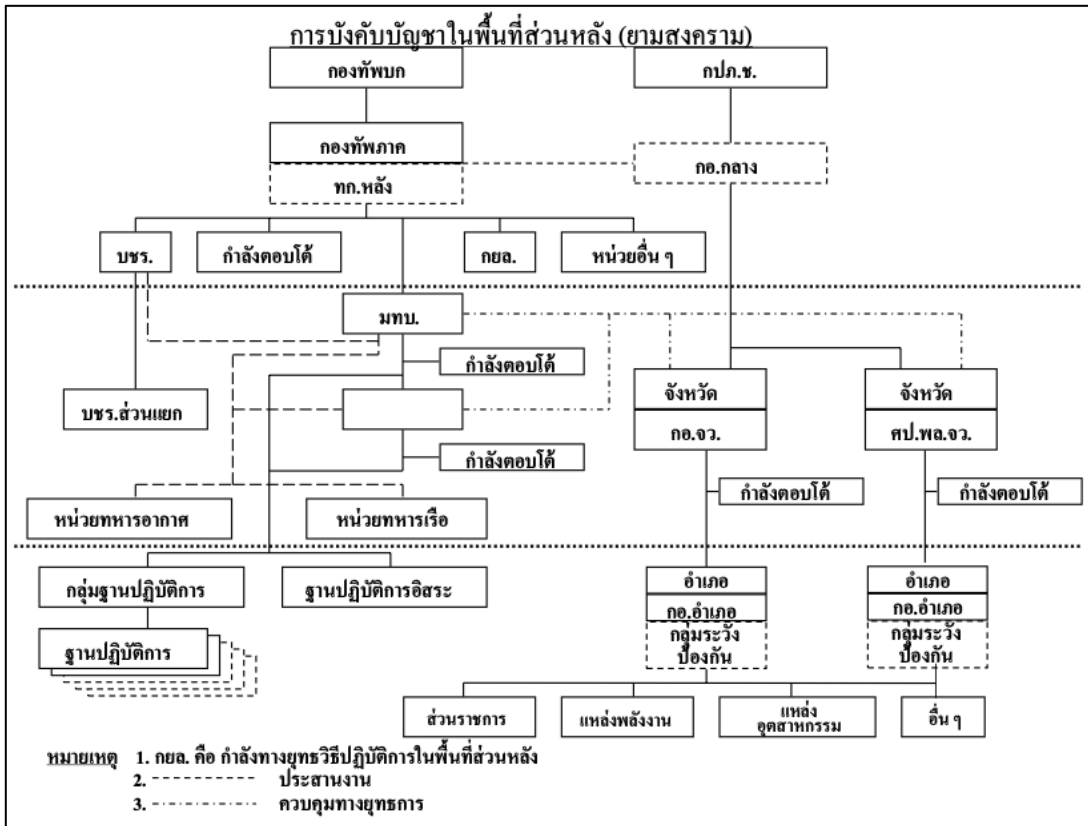 การบังคับบัญชาในพื้นที่ส่วนหลัง (ยามสงคราม)
กองทัพบก
กปภ.ช.
กองทัพภาค
ทก.หลัง
กอ.กลาง
บชร.
กำลังตอบโต้
กยล.
หน่วยอื่น ๆ
มทบ.
กำลังตอบโต้
บชร.ส่วนแยก
จังหวัด
กอ.จว.
จังหวัด
ศป.พล.จว.
กำลังตอบโต้
กำลังตอบโต้
กำลังตอบโต้
หน่วยทหารอากาศ
หน่วยทหารเรือ
กลุ่มฐานปฏิบัติการ
ฐานปฏิบัติการอิสระ
ฐานปฏิบัติการ
อำเภอ
กอ.อำเภอ
กลุ่มระวัง
ป้องกัน
อำเภอ
กอ.อำเภอ
กลุ่มระวัง
ป้องกัน
ส่วนราชการ
แหล่งพลังงาน
แหล่ง
อุตสาหกรรม
อื่น ๆ
หมายเหตุ 1. กยล. คือ กำลังทางยุทธวิธีปฏิบัติการในพื้นที่ส่วนหลัง
2. ประสานงาน
3. ควบคุมทางยุทธการ